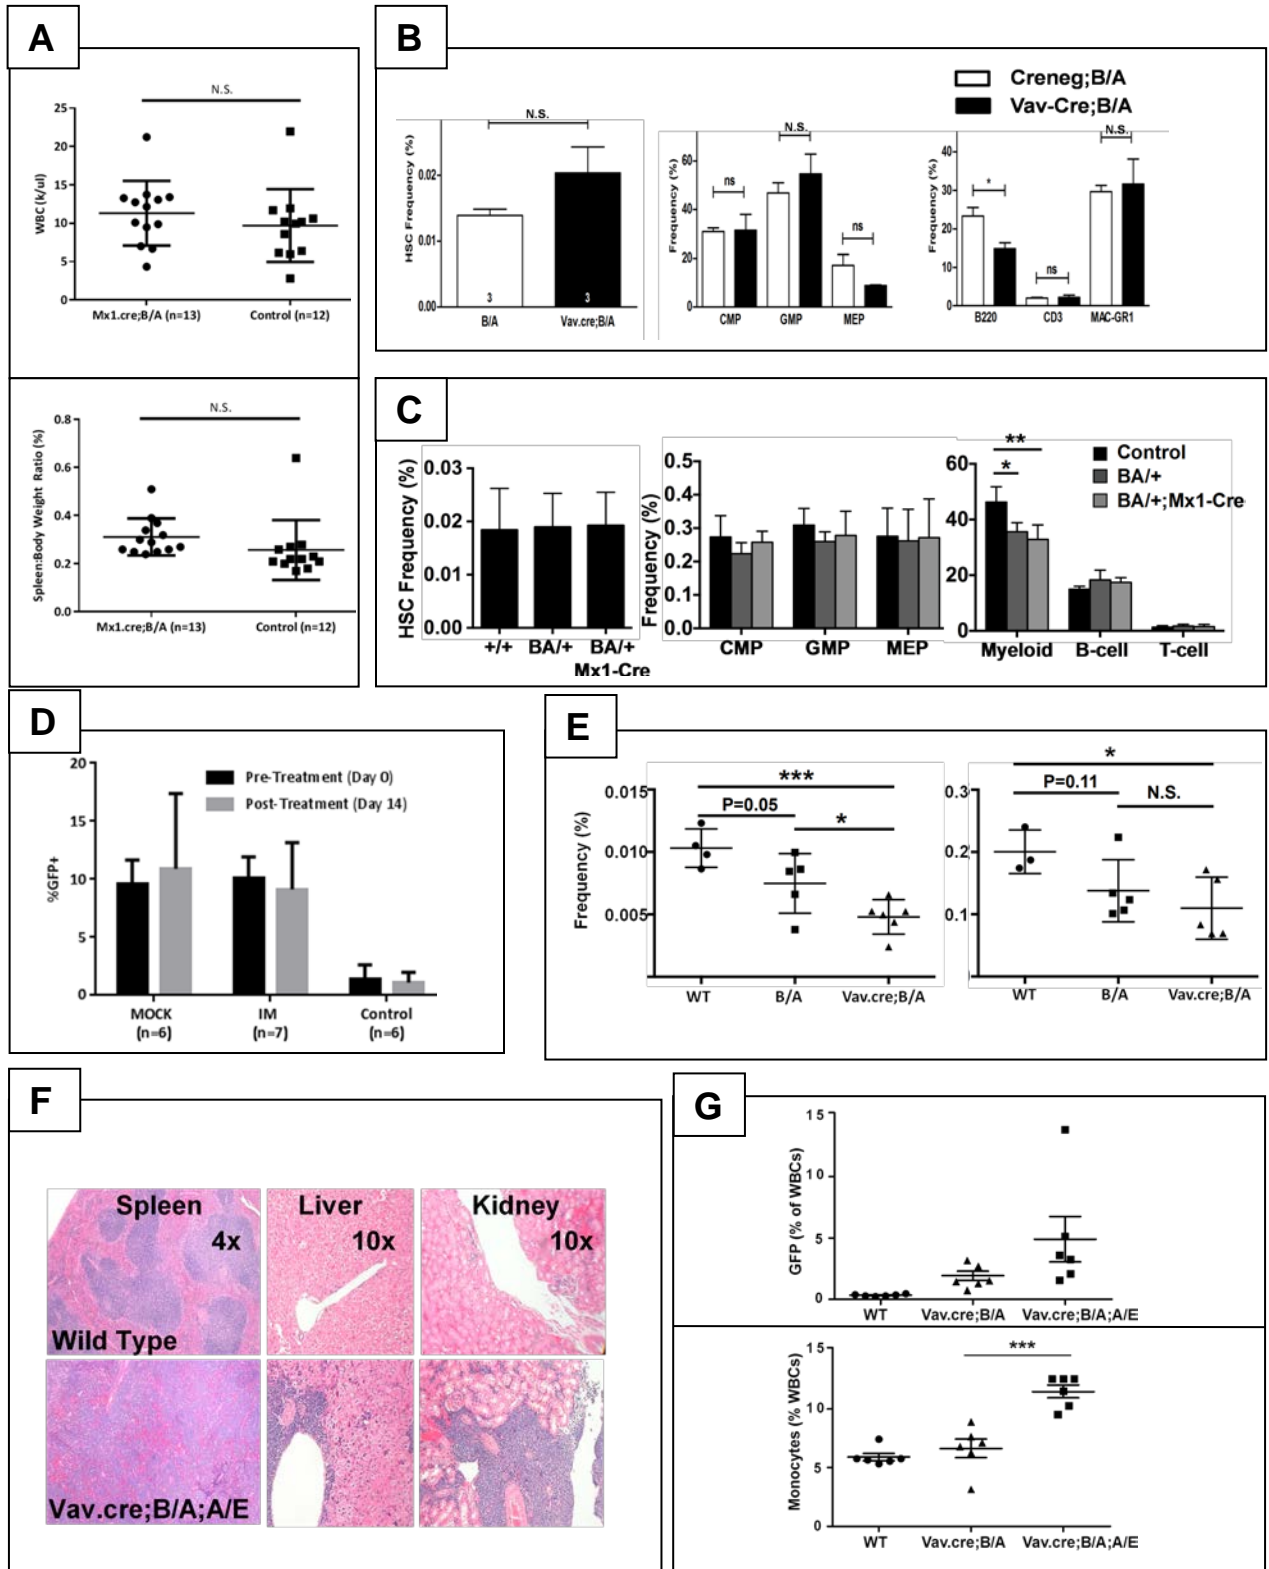 A
N.S.
25
20
15
10
5
0
WBC (k/ul)
Mx1.cre;B/A (n=13)
Control (n=12)
N.S.
0.8
0.6
0.4
0.2
0.0
Spleen:Body Weight Ratio (%)
Mx1.cre;B/A (n=13)
Control (n=12)
B
Creneg;B/A
Vav-Cre;B/A
N.S.
HSC Frequency (%)
0.02
0.01
0.00
3
3
B/A
Vav.cre;B/A
N.S.
ns
ns
Frequency (%)
60
40
20
0
CMP
GMP
MEP
N.S.
*
ns
Frequency (%)
40
30
20
10
0
B220
CD3
MAC-GR1
C
HSC Frequency (%)
0.03
0.02
0.01
0.00
+/+
BA/+
BA/+
Mx1-Cre
Frequency (%)
0.5
0.4
0.3
0.2
0.1
0.0
CMP
GMP
MEP
**
*
Control
BA/+
BA/+;Mx1-Cre
60
40
20
0
Myeloid
B-cell
T-cell
D
20
15
10
5
0
%GFP+
Pre-Treatment (Day 0)
Post-Treatment (Day 14)
MOCK
(n=6)
IM
(n=7)
Control
(n=6)
E
***
P=0.05
*
Frequency (%)
0.015
0.010
0.005
WT
B/A
Vav.cre;B/A
*
P=0.11
N.S.
0.3
0.2
0.1
WT
B/A
Vav.cre;B/A
F
Spleen
4x
Liver
10x
Kidney
10x
Wild Type
Vav.cre;B/A;A/E
G
GFP (% of WBCs)
15
10
5
0
WT
Vav.cre;B/A
Vav.cre;B/A;A/E
***
Monocytes (% WBCs)
15
10
5
0
WT
Vav.cre;B/A
Vav.cre;B/A;A/E